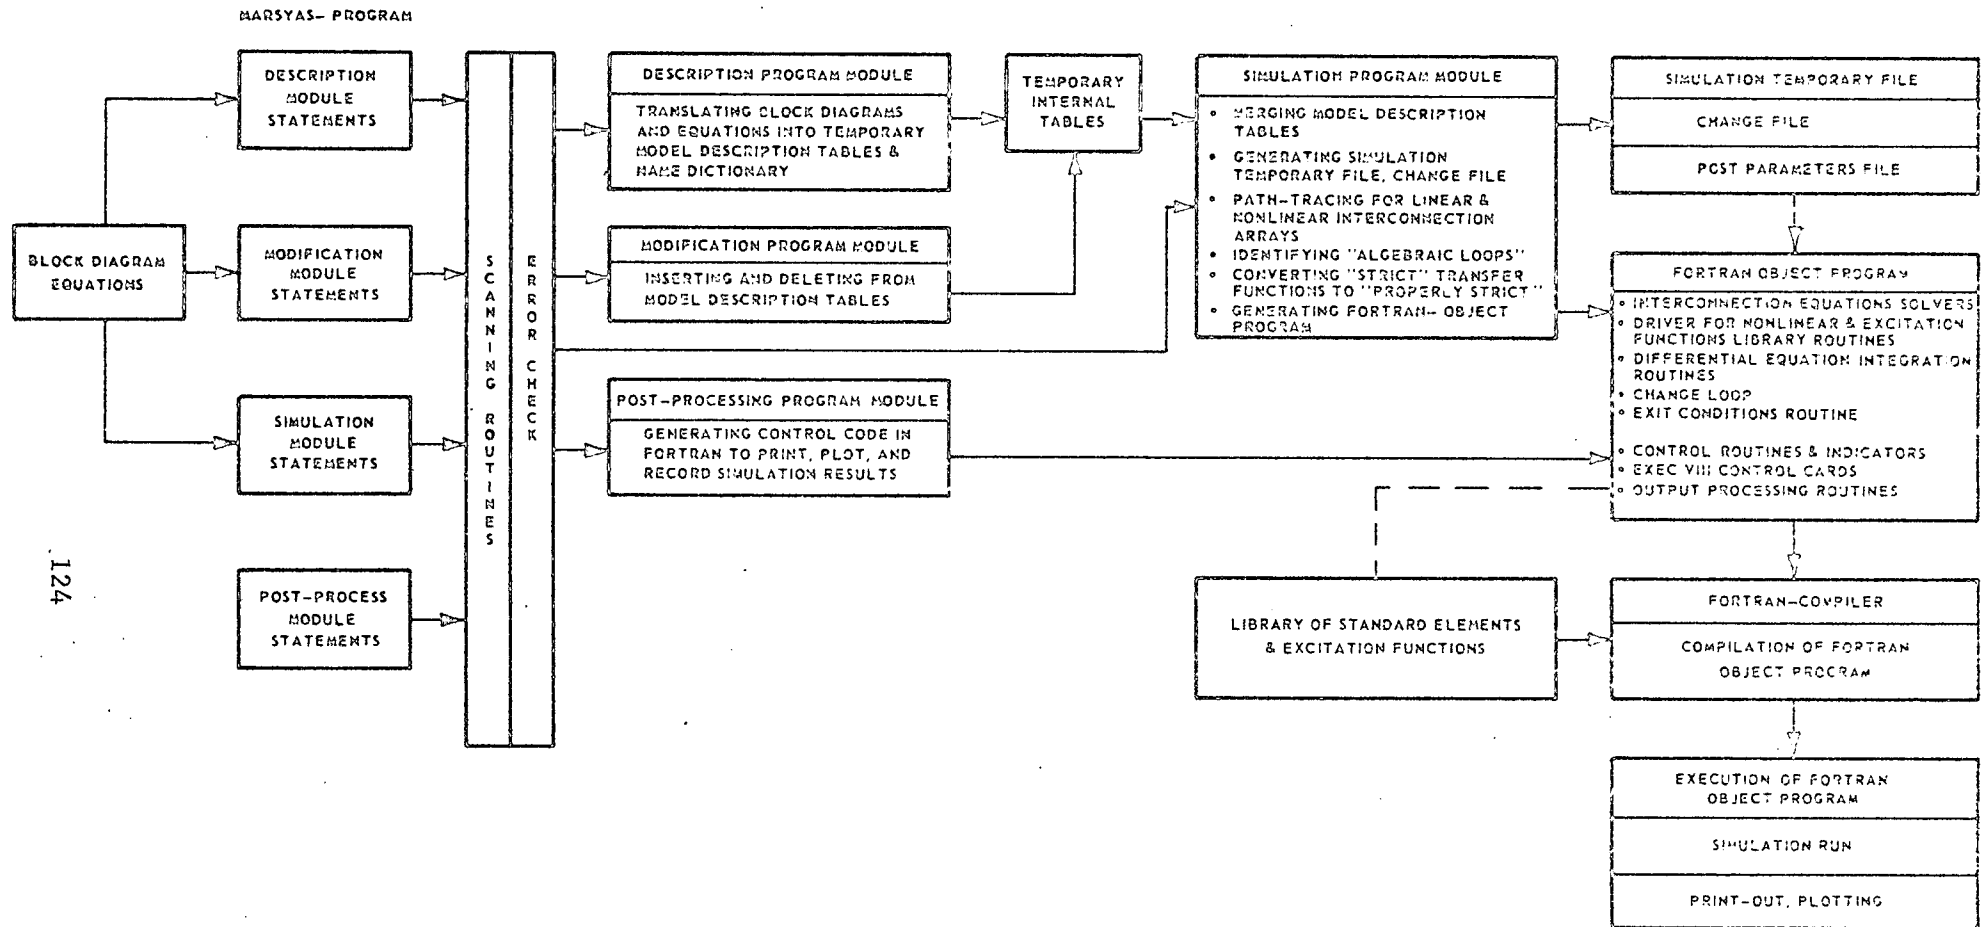 MARSYAS- PROGRAM
BLOCK DIAGRAM
EQUATIONS
DESCRIPTION
MODULE
STATEMENTS
MODIFICATION
MODULE
STATEMENTS
SIMULATION
MODULE
STATEMENTS
POST-PROCESS
MODULE
STATEMENTS
SCANNING ROUTINES
ERROR CHECK
DESCRIPTION PROGRAM MODULE
TRANSLATING BLOCK DIAGRAMS
AND EQUATIONS INTO TEMPORARY
MODEL DESCRIPTION TABLES &
NAME DICTIONARY
MODIFICATION PROGRAM MODULE
INSERTING AND DELETING FROM
MODEL DESCRIPTION TABLES
POST-PROCESSING PROGRAM MODULE
GENERATING CONTROL CODE IN
FORTRAN TO PRINT, PLOT, AND
RECORD SIMULATION RESULTS
TEMPORARY
INTERNAL
TABLES
SIMULATION PROGRAM MODULE
• MERGING MODEL DESCRIPTION
TABLES
• GENERATING SIMULATION
TEMPORARY FILE, CHANGE FILE
• PATH-TRACING FOR LINEAR &
NONLINEAR INTERCONNECTION
ARRAYS
• IDENTIFYING "ALGEBRAIC LOOPS"
• CONVERTING "STRICT" TRANSFER
FUNCTIONS TO "PROPERLY STRICT"
• GENERATING FORTRAN- OBJECT
PROGRAM
LIBRARY OF STANDARD ELEMENTS
& EXCITATION FUNCTIONS
SIMULATION TEMPORARY FILE
CHANGE FILE
POST PARAMETERS FILE
FORTRAN OBJECT PROGRAM
• INTERCONNECTION EQUATIONS SOLVERS
• DRIVER FOR NONLINEAR & EXCITATION
FUNCTIONS LIBRARY ROUTINES
• DIFFERENTIAL EQUATION INTEGRATION
ROUTINES
• CHANGE LOOP
• EXIT CONDITIONS ROUTINE
• CONTROL ROUTINES & INDICATORS
• EXEC VIII CONTROL CARDS
• OUTPUT PROCESSING ROUTINES
FORTRAN-COMPILER
COMPILATION OF FORTRAN
OBJECT PROGRAM
EXECUTION OF FORTRAN
OBJECT PROGRAM
SIMULATION RUN
PRINT-OUT, PLOTTING
124